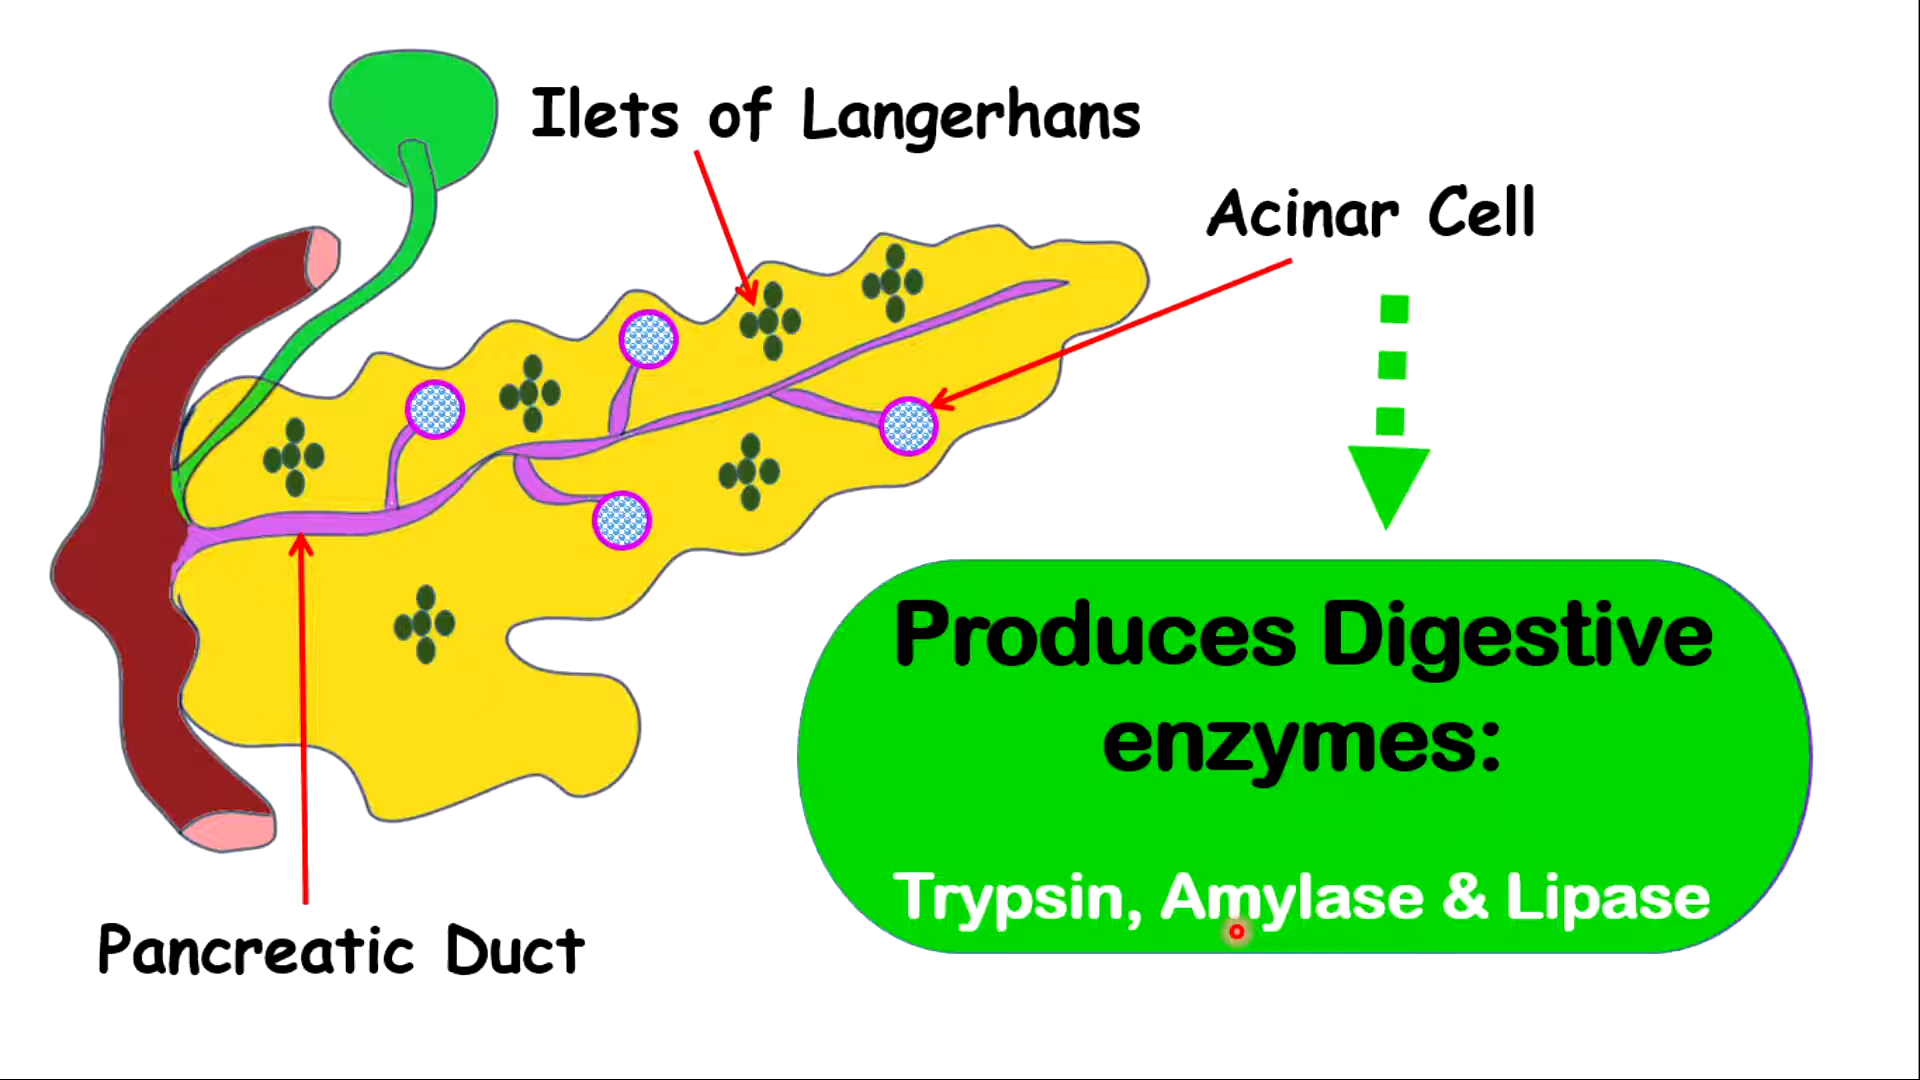 Ilets of Langerhans
Acinar Cell
Produces Digestive
enzymes:
Trypsin, Amylase & Lipase
Pancreatic Duct